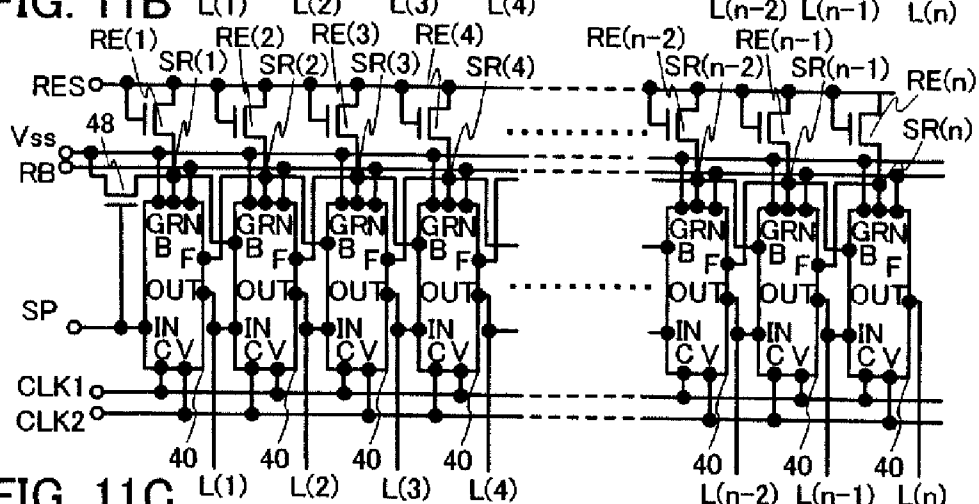 FIG. 11B L(1) L(2) L(3) L(4) L(n-2) L(n-1) L(n)
RE(1) RE(2) RE(3) RE(4) RE(n-2) RE(n-1)
SR(1) SR(2) SR(3) SR(4) SR(n-2) SR(n-1) RE(n)
RES
48 SR(n)
Vss
RB
GRN GRN GRN GRN GRN GRN GRN
B B B B B B B
F F F F F F F
OUT OUT OUT OUT OUT OUT OUT
SP IN IN IN IN IN IN IN
C V C V C V C V C V C V C V
CLK1
CLK2
40 40 40 40 40 40 40
FIG. 11C L(1) L(2) L(3) L(4) L(n-2) L(n-1) L(n)